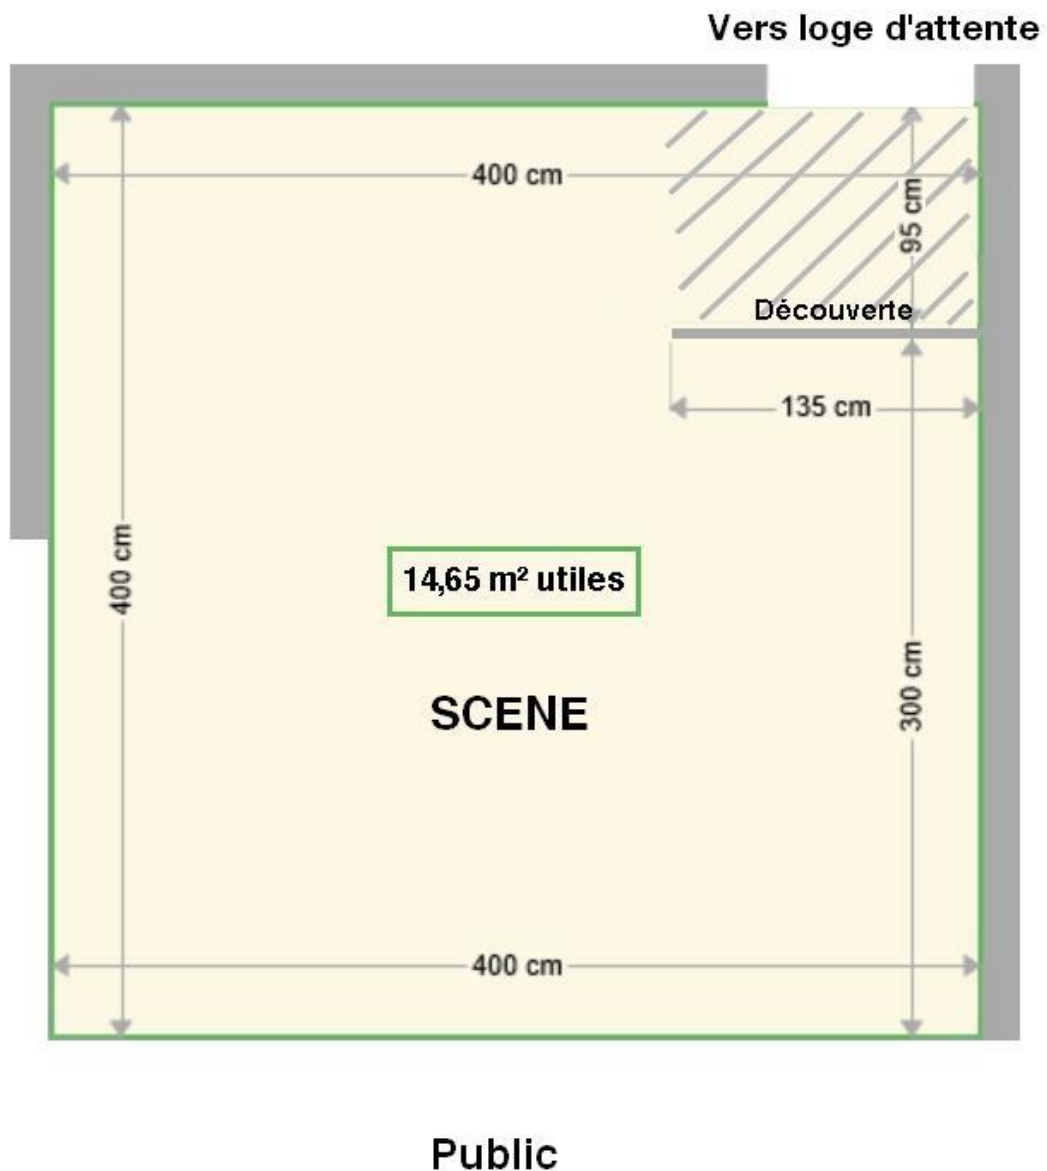 Vers loge d'attente
400 cm
95 cm
Découverte
135 cm
400 cm
14,65 m² utiles
300 cm
SCENE
400 cm
Public